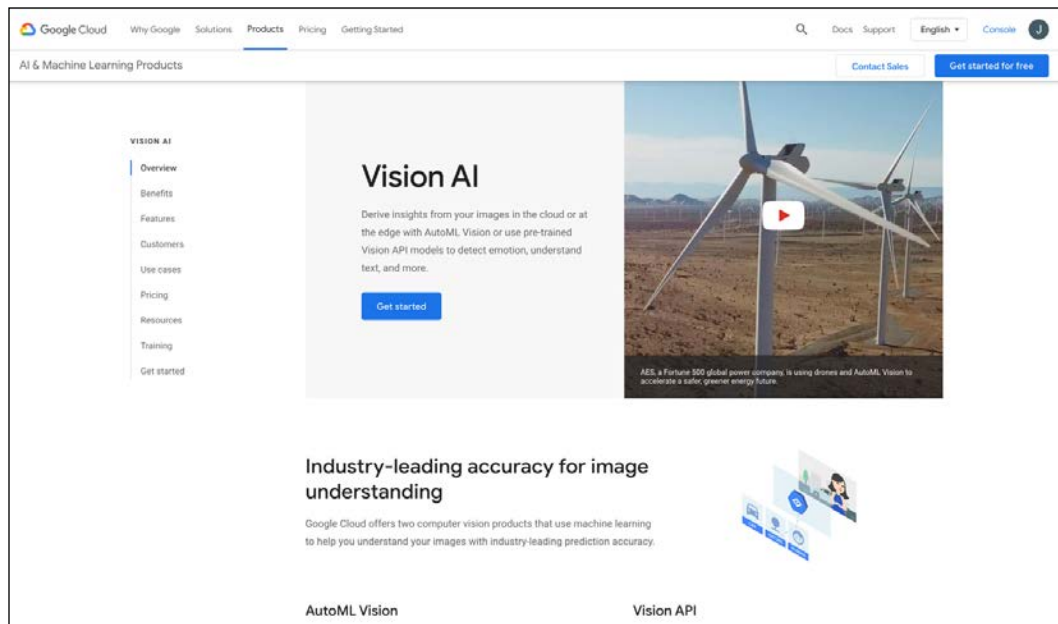 Google Cloud
Why Google
Solutions
Products
Pricing
Getting Started
Docs
Support
English
Console
J
AI & Machine Learning Products
Contact Sales
Get started for free
VISION AI
Overview
Benefits
Features
Customers
Use cases
Pricing
Resources
Training
Get started
Vision AI
Derive insights from your images in the cloud or at
the edge with AutoML Vision or use pre-trained
Vision API models to detect emotion, understand
text, and more.
Get started
AES, a Fortune 500 global power company, is using drones and AutoML Vision to
accelerate a safer, greener energy future.
Industry-leading accuracy for image
understanding
Google Cloud offers two computer vision products that use machine learning
to help you understand your images with industry-leading prediction accuracy.
AutoML Vision
Vision API